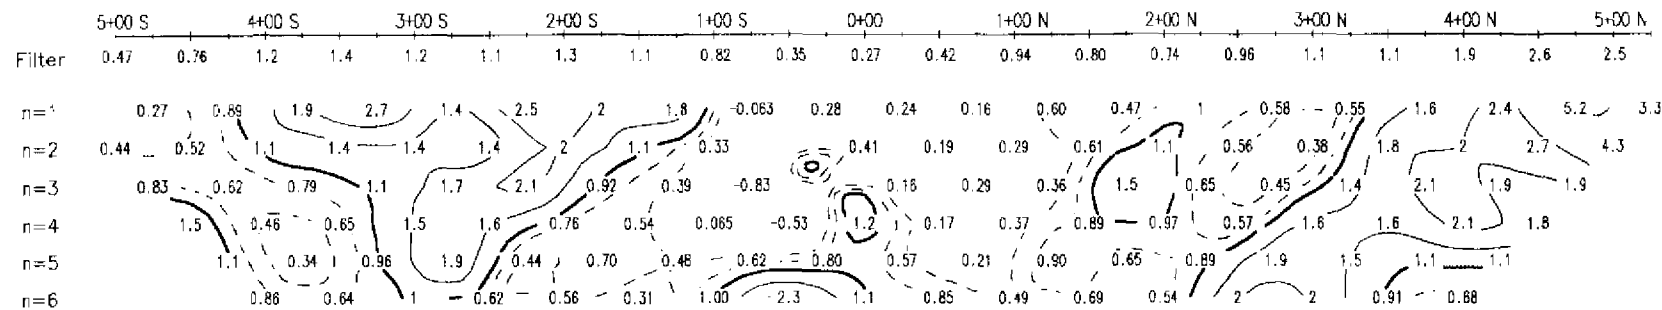 5+00 S 4+00 S 3+00 S 2+00 S 1+00 S 0+00 1+00 N 2+00 N 3+00 N 4+00 N 5+00 N
Filter 0.47 0.76 1.2 1.4 1.2 1.1 1.3 1.1 0.82 0.35 0.27 0.42 0.94 0.80 0.74 0.96 1.1 1.1 1.9 2.6 2.5
n=1 0.27 0.89 1.9 2.7 1.4 2.5 2 1.8 -0.063 0.28 0.24 0.16 0.60 0.47 1 0.58 0.55 1.6 2.4 5.2 3.3
n=2 0.44 0.52 1.1 1.4 1.4 1.4 2 1.1 0.33 0.41 0.19 0.29 0.61 1.1 0.56 0.38 1.8 2 2.7 4.3
n=3 0.83 0.62 0.79 1.1 1.7 2.1 0.92 0.39 -0.83 0.16 0.29 0.36 1.5 0.65 0.45 1.4 2.1 1.9 1.9
n=4 1.5 0.46 0.65 1.5 1.6 0.76 0.54 0.065 -0.53 1.2 0.17 0.37 0.89 0.97 0.57 1.6 1.6 2.1 1.8
n=5 1.1 0.34 0.96 1.9 0.44 0.70 0.48 0.62 0.80 0.57 0.21 0.90 0.65 0.89 1.9 1.5 1.1 1.1
n=6 0.86 0.64 1 0.62 0.56 0.31 1.00 2.3 1.1 0.85 0.49 0.69 0.54 2 2 0.91 0.68